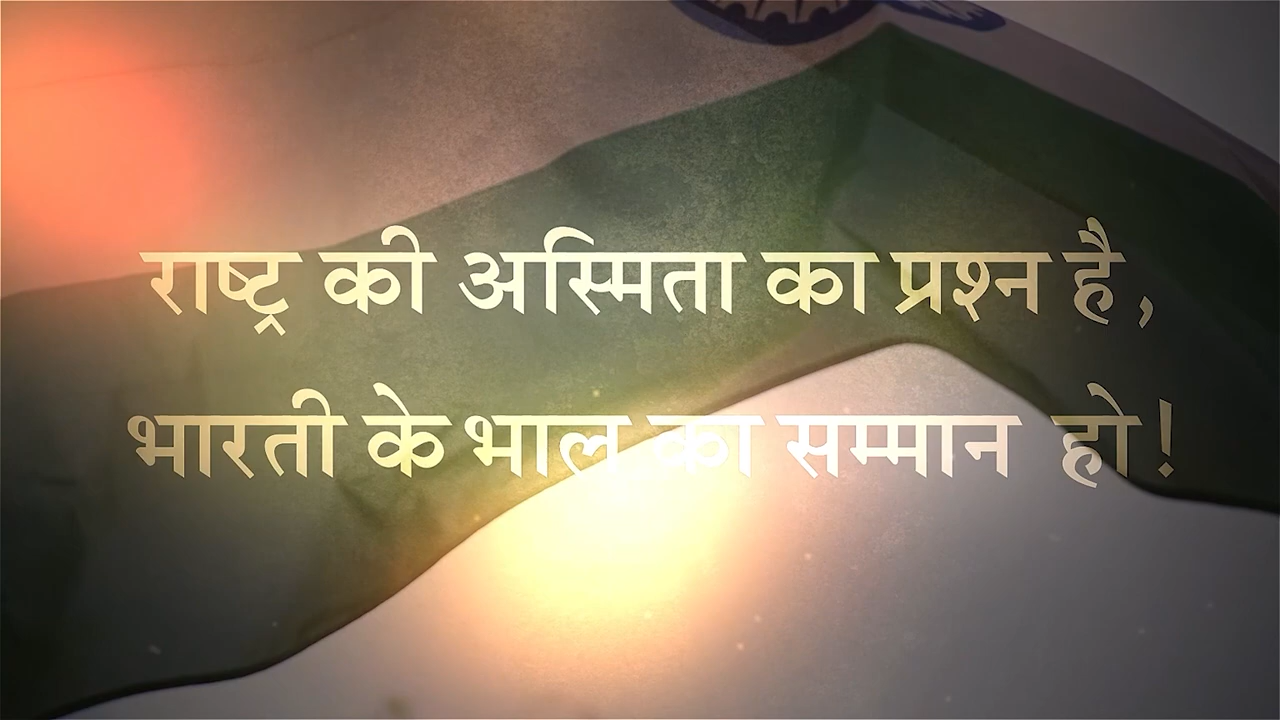 राष्ट्र की अस्मिता का प्रश्न है,
भारती के भाल का सम्मान हो!